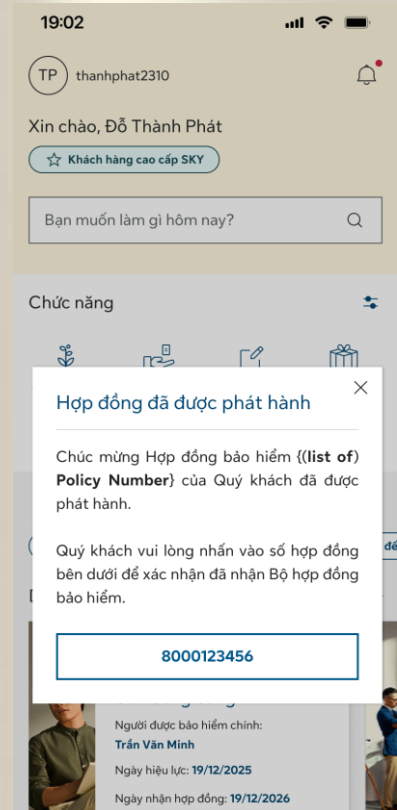 19:02
TP thanhphat2310
Xin chào, Đỗ Thành Phát
Khách hàng cao cấp SKY
Bạn muốn làm gì hôm nay?
Chức năng
Hợp đồng đã được phát hành
Chúc mừng Hợp đồng bảo hiểm {(list of)
Policy Number} của Quý khách đã được
phát hành.
Quý khách vui lòng nhấn vào số hợp đồng
bên dưới để xác nhận đã nhận Bộ hợp đồng
bảo hiểm.
8000123456
Người được bảo hiểm chính:
Trần Văn Minh
Ngày hiệu lực: 19/12/2025
Ngày nhận hợp đồng: 19/12/2026